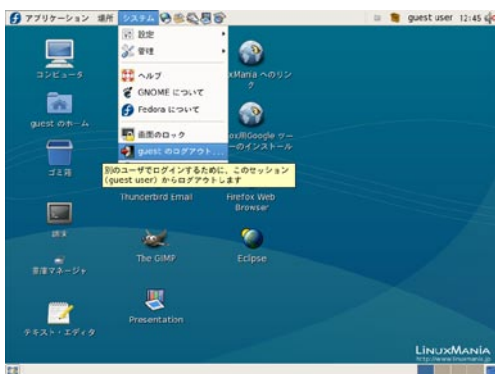 アプリケーション 場所 システム
guest user 12:45
設定
管理
ヘルプ
GNOME について
Fedora について
画面のロック
guest のログアウト...
別のユーザでログインするために、このセッション
(guest user) からログアウトします
コンピュータ
guest のホーム
ゴミ箱
端末
書庫マネージャ
テキスト・エディタ
Thunderbird Email
The GIMP
Presentation
xMania へのリン
ク
ox用Google ツー
ーのインストール
Firefox Web
Browser
Eclipse
LinuxMania